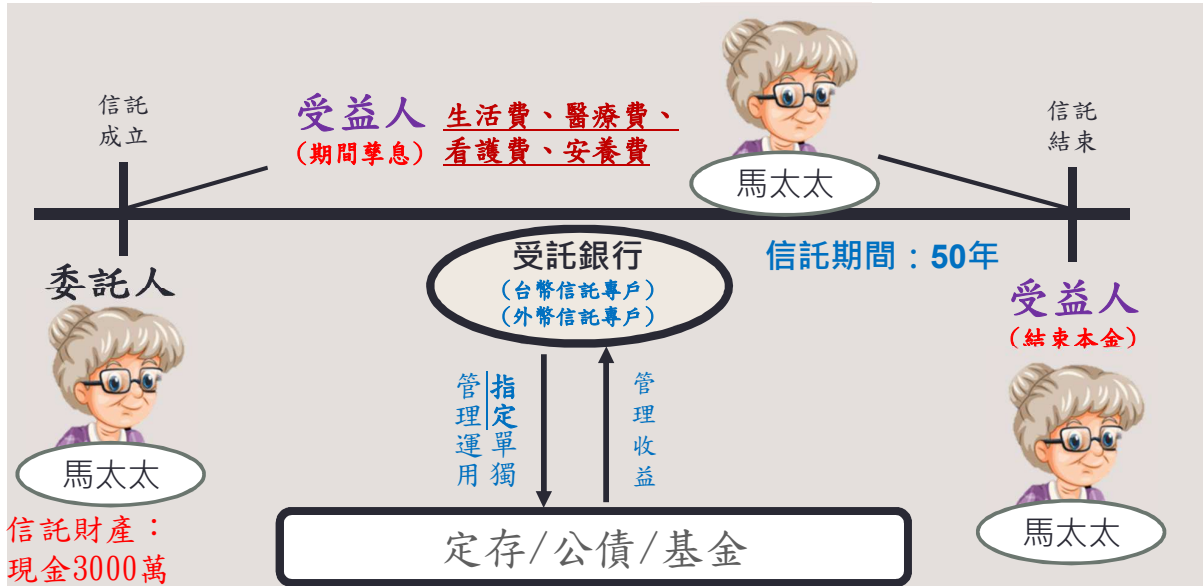 信託
成立
受益人
(期間孳息)
生活費、醫療費、
看護費、安養費
馬太太
信託
結束
受託銀行
(台幣信託專戶)
(外幣信託專戶)
信託期間：50年
委託人
馬太太
信託財產：
現金3000萬
管理運用
指定單獨
管理收益
定存/公債/基金
受益人
(結束本金)
馬太太